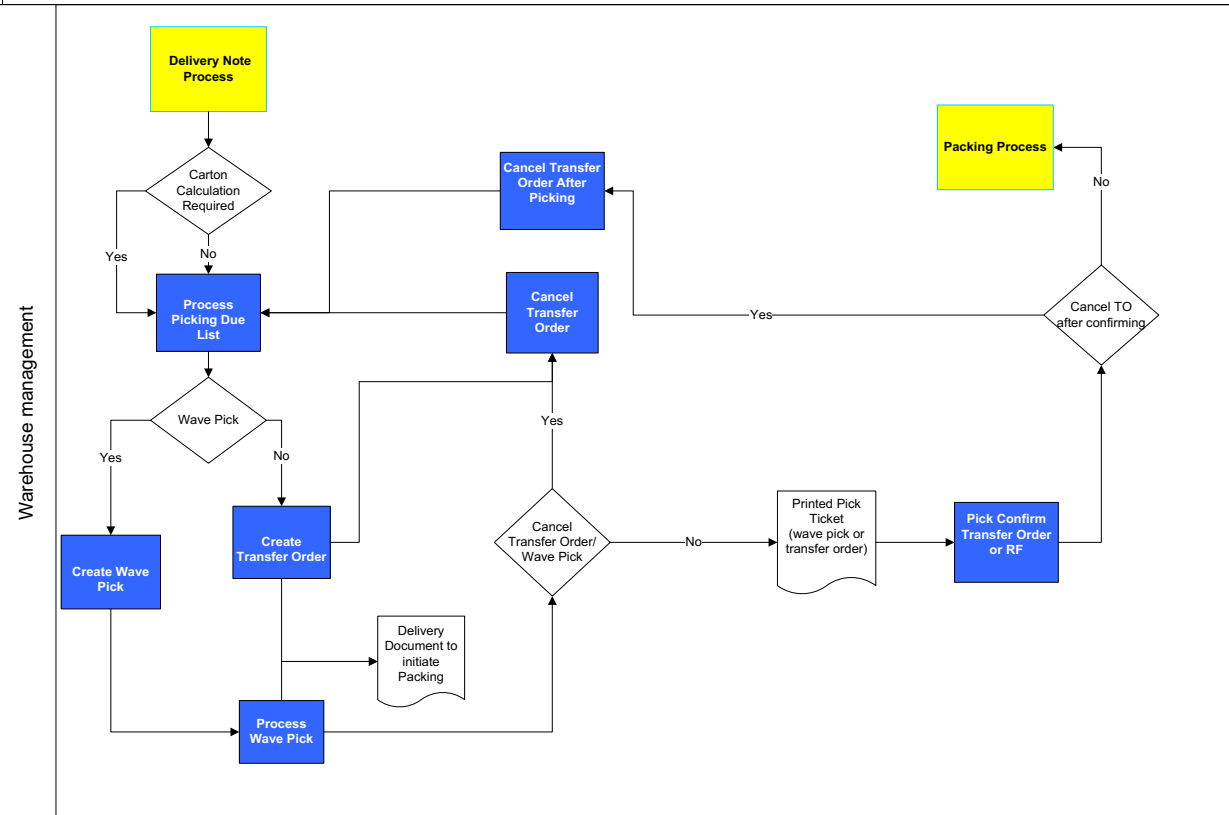 Warehouse management
Delivery Note
Process
Carton
Calculation
Required
Yes
No
Process
Picking Due
List
Wave Pick
Yes
No
Create Wave
Pick
Create
Transfer Order
Process
Wave Pick
Delivery
Document to
initiate
Packing
Cancel Transfer
Order After
Picking
Cancel
Transfer
Order
Yes
Cancel
Transfer Order/
Wave Pick
No
Printed Pick
Ticket
(wave pick or
transfer order)
Pick Confirm
Transfer Order
or RF
Cancel TO
after confirming
Yes
No
Packing Process